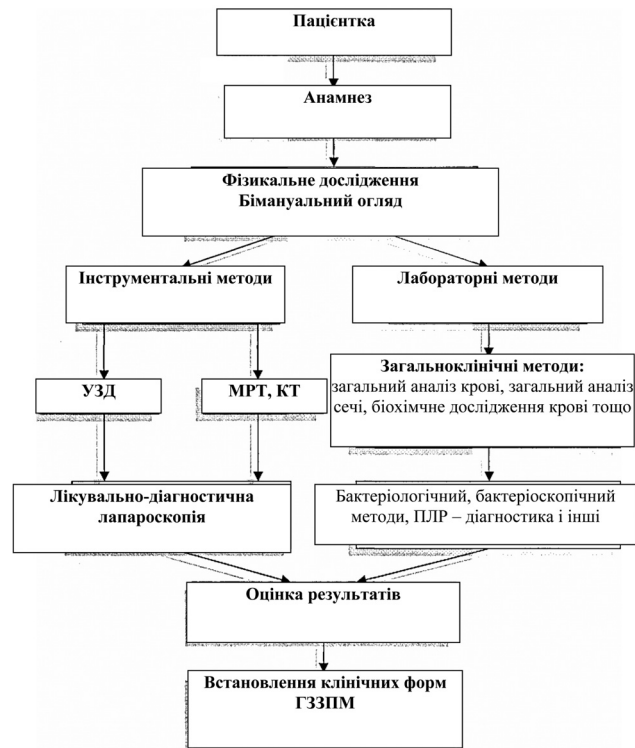 Пацієнтка
Анамнез
Фізикальне дослідження
Бімануальний огляд
Інструментальні методи
Лабораторні методи
УЗД
МРТ, КТ
Загальноклінічні методи:
загальний аналіз крові, загальний аналіз
сечі, біохімчне дослідження крові тощо
Лікувально-діагностична
лапароскопія
Бактеріологічний, бактеріоскопічний
методи, ПЛР – діагностика і інші
Оцінка результатів
Встановлення клінічних форм
ГЗЗПМ